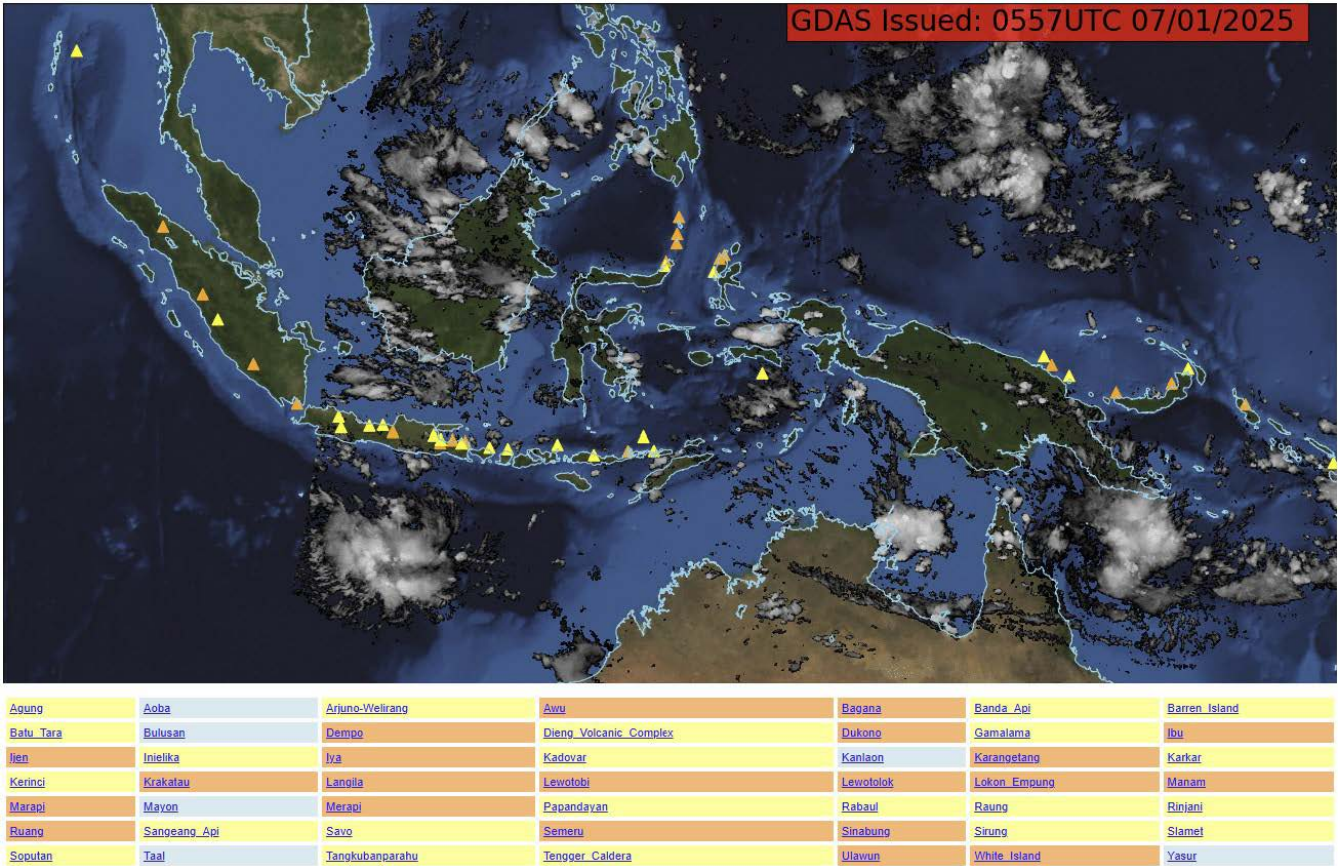 GDAS Issued: 0557UTC 07/01/2025
Agung Aoba Arjuno-Welirang Awu Bagana Banda_Api Barren_Island
Batu_Tara Bulusan Dempo Dieng_Volcanic_Complex Dukono Gamalama Ibu
Ijen Inielika Iya Kadovar Kanlaon Karangetang Karkar
Kerinci Krakatau Langila Lewotobi Lewotolok Lokon_Empung Manam
Marapi Mayon Merapi Papandayan Rabaul Raung Rinjani
Ruang Sangeang_Api Savo Semeru Sinabung Sirung Slamet
Soputan Taal Tangkubanparahu Tengger_Caldera Ulawun White_Island Yasur